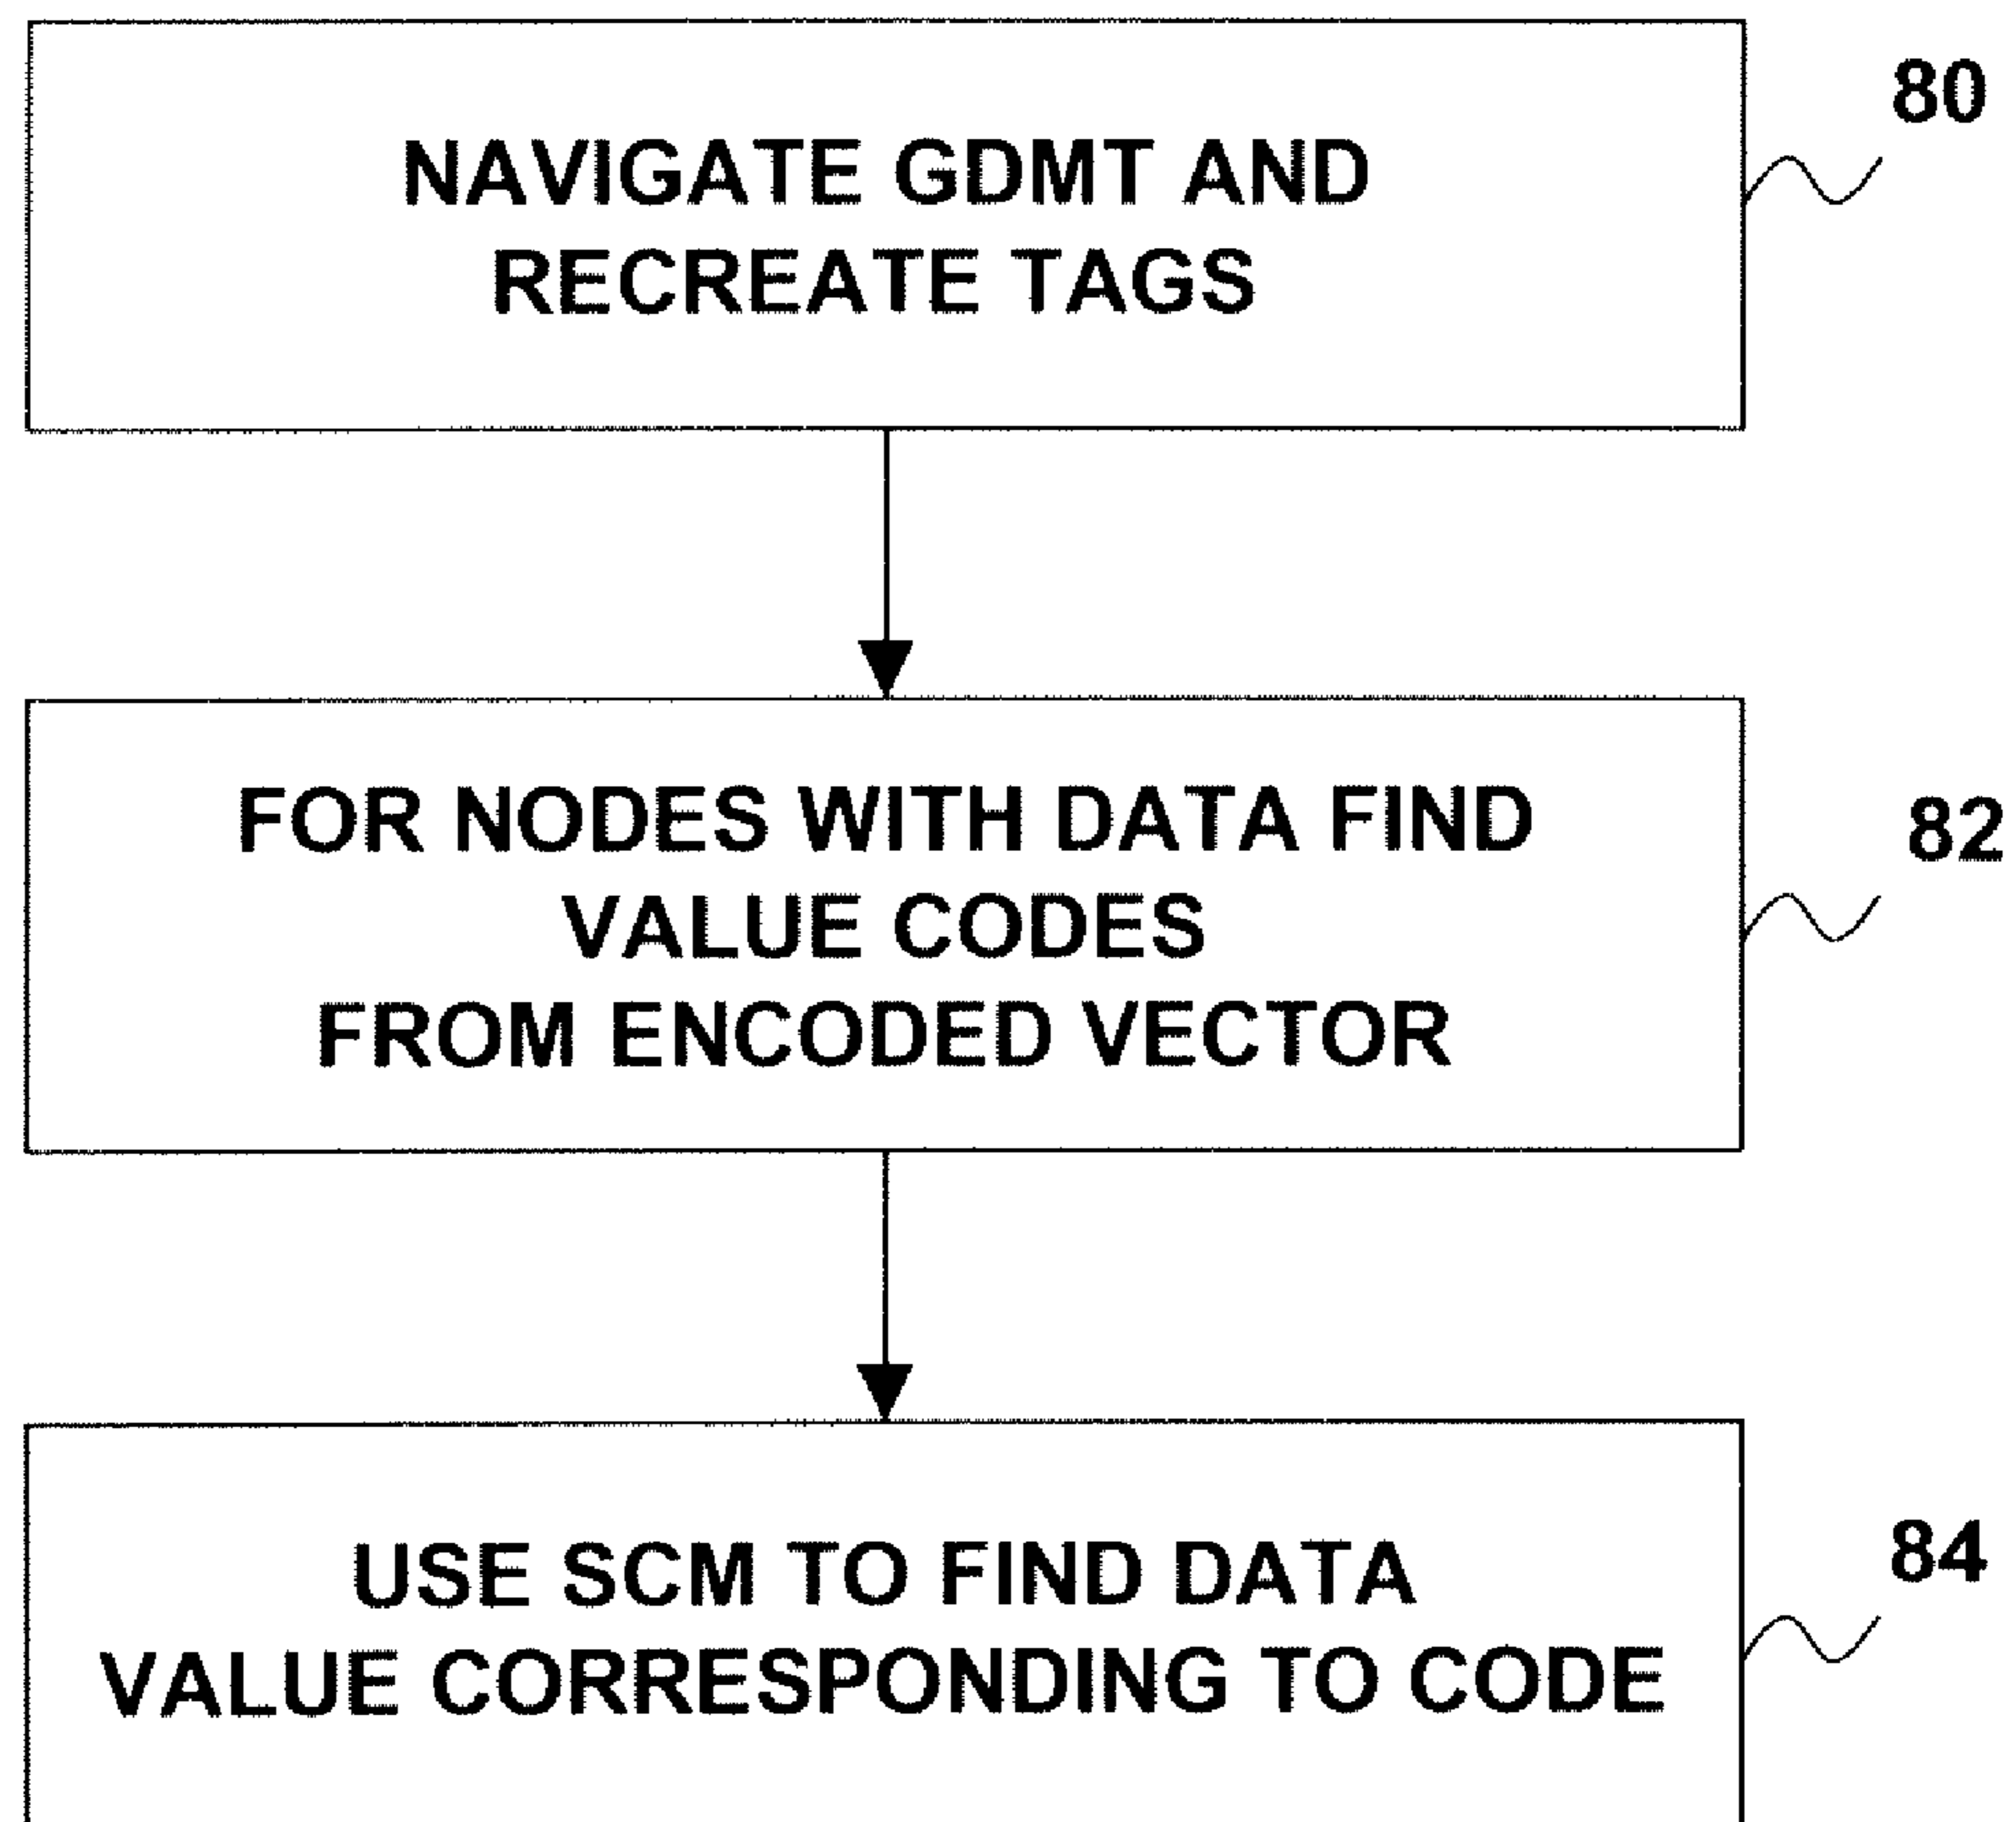 80
NAVIGATE GDMT AND
RECREATE TAGS
82
FOR NODES WITH DATA FIND
VALUE CODES
FROM ENCODED VECTOR
84
USE SCM TO FIND DATA
VALUE CORRESPONDING TO CODE